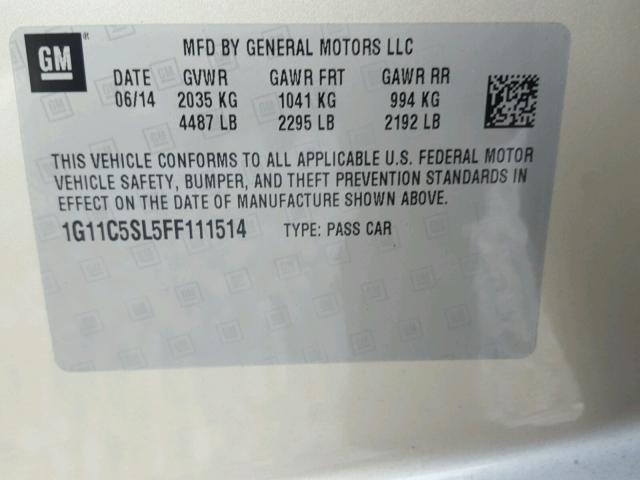 GM ® MFD BY GENERAL MOTORS LLC
DATE GVWR GAWR FRT GAWR RR
06/14 2035 KG 1041 KG 994 KG
4487 LB 2295 LB 2192 LB
THIS VEHICLE CONFORMS TO ALL APPLICABLE U.S. FEDERAL MOTOR
VEHICLE SAFETY, BUMPER, AND THEFT PREVENTION STANDARDS IN
EFFECT ON THE DATE OF MANUFACTURE SHOWN ABOVE.
1G11C5SL5FF111514 TYPE: PASS CAR